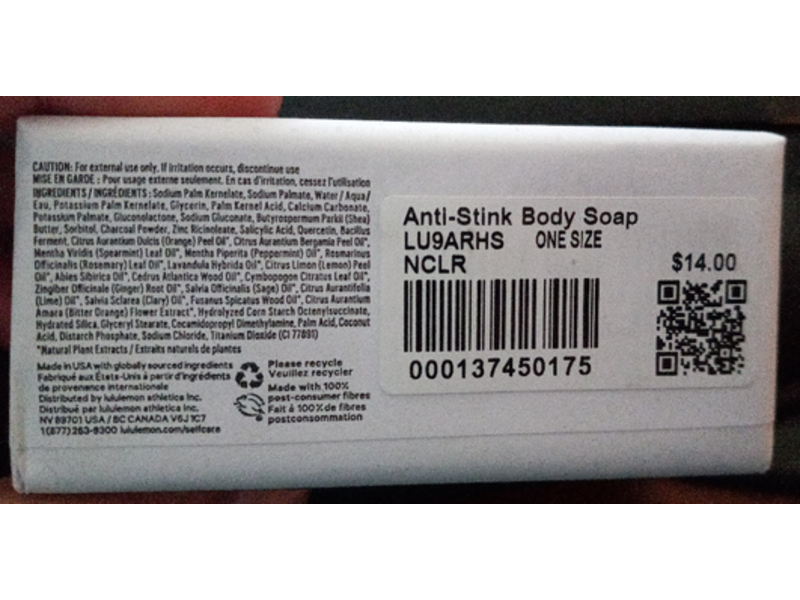 CAUTION: For external use only. If irritation occurs, discontinue use
MISE EN GARDE : Pour usage externe seulement. En cas d'irritation, cessez l'utilisation
INGREDIENTS / INGRÉDIENTS : Sodium Palm Kernelate, Sodium Palmate, Water / Aqua /
Eau, Potassium Palm Kernelate, Glycerin, Palm Kernel Acid, Calcium Carbonate,
Potassium Palmate, Gluconolactone, Sodium Gluconate, Butyrospermum Parkii (Shea)
Butter, Sorbitol, Charcoal Powder, Zinc Ricinoleate, Salicylic Acid, Quercetin, Bacillus
Ferment, Citrus Aurantium Dulcis (Orange) Peel Oil*, Citrus Aurantium Bergamia Peel Oil*,
Mentha Viridis (Spearmint) Leaf Oil*, Mentha Piperita (Peppermint) Oil*, Rosmarinus
Officinalis (Rosemary) Leaf Oil*, Lavandula Hybrida Oil*, Citrus Limon (Lemon) Peel
Oil*, Abies Sibirica Oil*, Cedrus Atlantica Wood Oil*, Cymbopogon Citratus Leaf Oil*,
Zingiber Officinale (Ginger) Root Oil*, Salvia Officinalis (Sage) Oil*, Citrus Aurantifolia
(Lime) Oil*, Salvia Sclarea (Clary) Oil*, Fusanus Spicatus Wood Oil*, Citrus Aurantium
Amara (Bitter Orange) Flower Extract*, Hydrolyzed Corn Starch Octenylsuccinate,
Hydrated Silica, Glyceryl Stearate, Cocamidopropyl Dimethylamine, Palm Acid, Coconut
Acid, Distarch Phosphate, Sodium Chloride, Titanium Dioxide (CI 77891)
*Natural Plant Extracts / Extraits naturels de plantes
Made in USA with globally sourced ingredients
Fabriqué aux États-Unis à partir d'ingrédients
de provenance internationale
Distributed by lululemon athletica Inc.
Distribué par lululemon athletica Inc.
NV 89701 USA / BC CANADA V6J 1C7
1 (877) 263-9300 lululemon.com/selfcare
Please recycle
Veuillez recycler
Made with 100%
post-consumer fibres
Fait à 100% de fibres
postconsommation
Anti-Stink Body Soap
LU9ARHS ONE SIZE
NCLR $14.00
000137450175